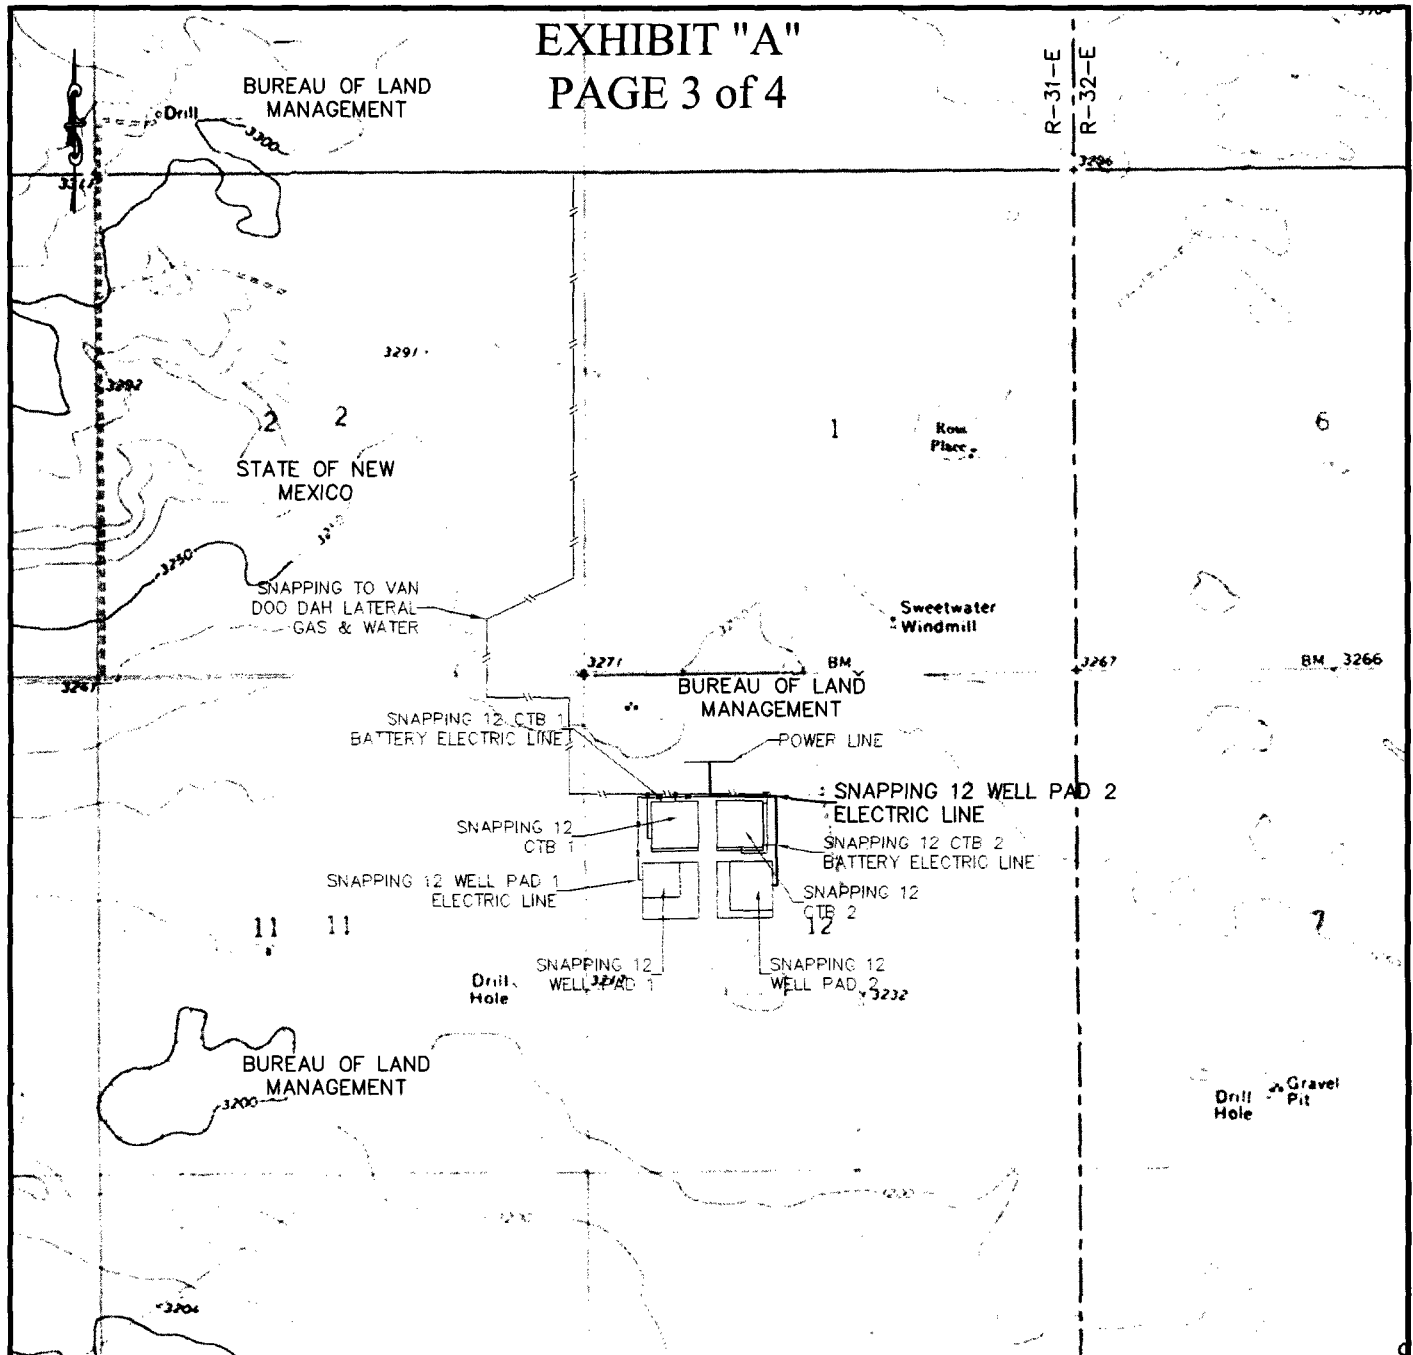 EXHIBIT "A"
PAGE 3 of 4
R-31-E
R-32-E
BUREAU OF LAND
MANAGEMENT
Drill
3300
3296
3291
3292
2
2
1
6
Row
Place
STATE OF NEW
MEXICO
3250
SNAPPING TO VAN
DOO DAH LATERAL
GAS & WATER
Sweetwater
Windmill
3271
BM
3267
BM 3266
BUREAU OF LAND
MANAGEMENT
SNAPPING 12 CTB 1
BATTERY ELECTRIC LINE
POWER LINE
SNAPPING 12 WELL PAD 2
ELECTRIC LINE
SNAPPING 12
CTB 1
SNAPPING 12 CTB 2
BATTERY ELECTRIC LINE
SNAPPING 12 WELL PAD 1
ELECTRIC LINE
SNAPPING 12
CTB 2
11
11
12
7
SNAPPING 12
WELL PAD 1
SNAPPING 12
WELL PAD 2
Drill
Hole
3232
BUREAU OF LAND
MANAGEMENT
3200
Drill
Hole
Gravel
Pit
3204